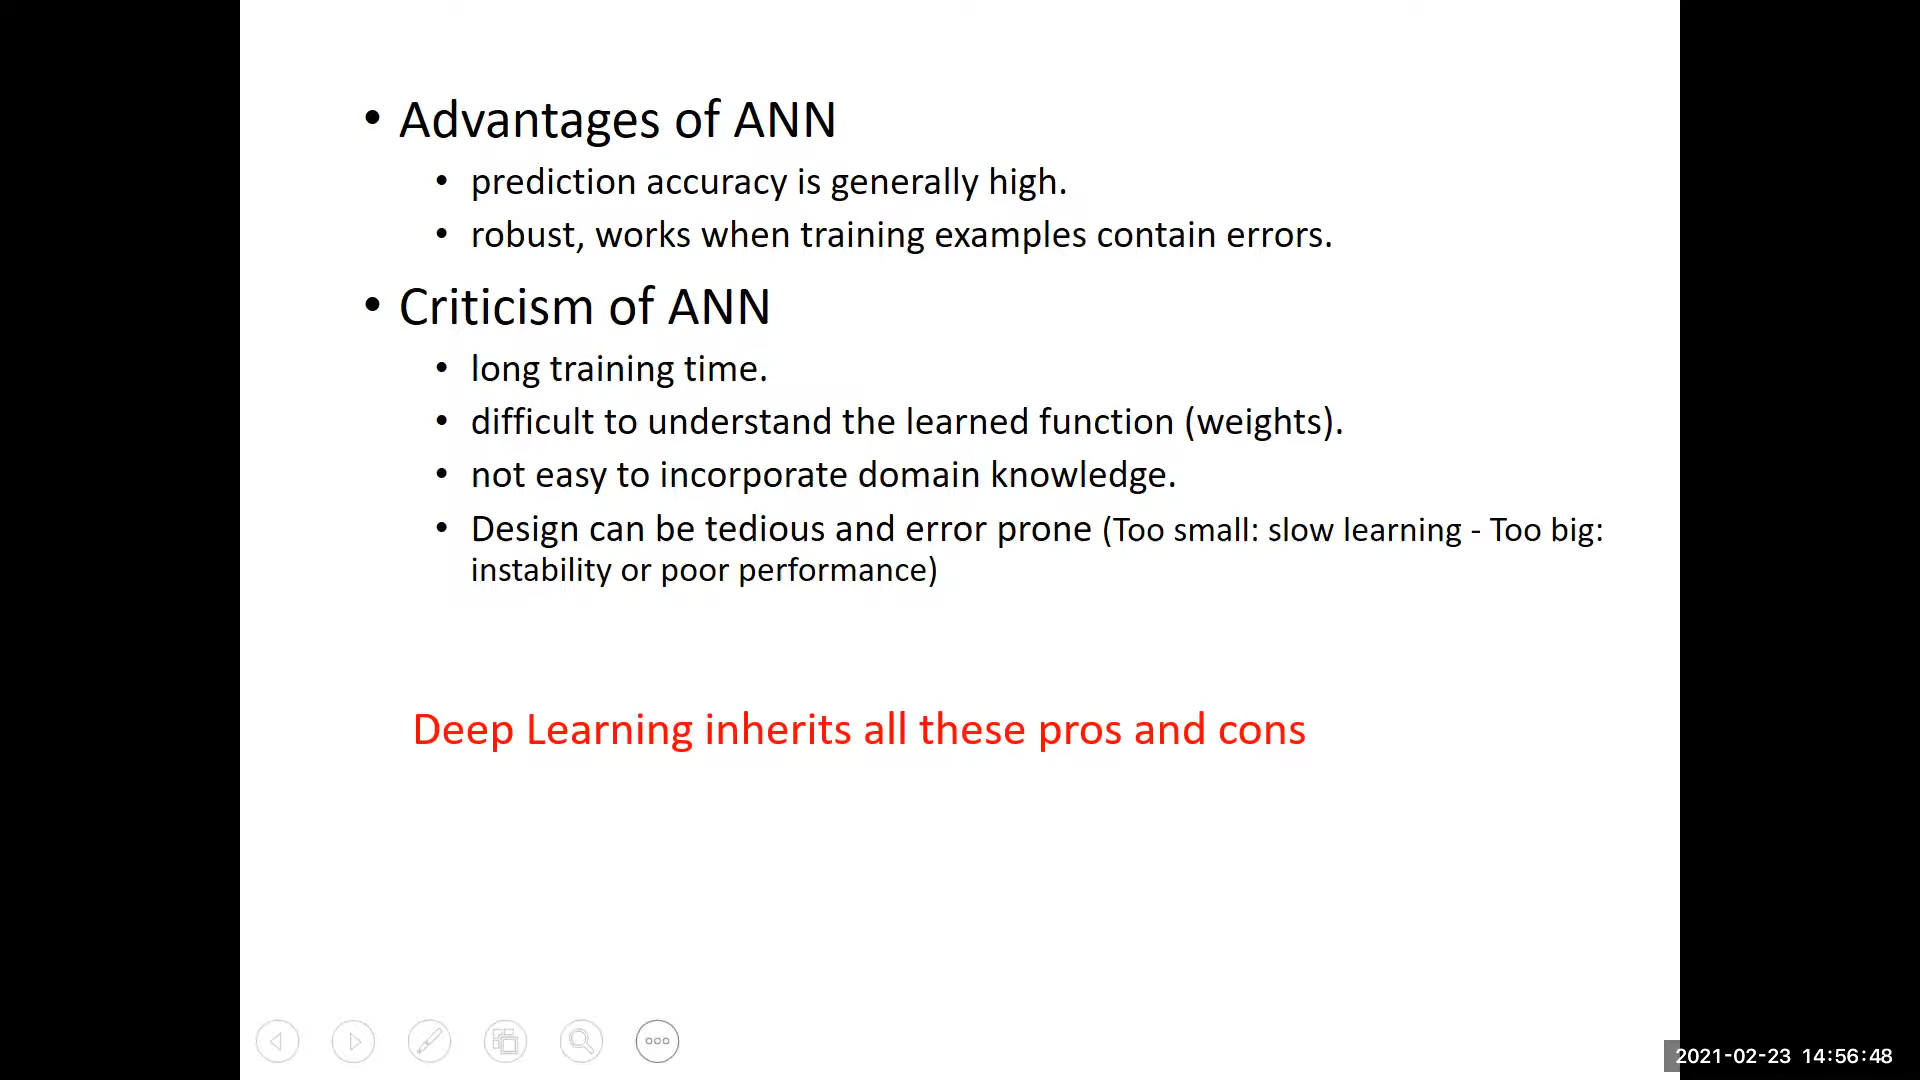 • Advantages of ANN
• prediction accuracy is generally high.
• robust, works when training examples contain errors.
• Criticism of ANN
• long training time.
• difficult to understand the learned function (weights).
• not easy to incorporate domain knowledge.
• Design can be tedious and error prone (Too small: slow learning - Too big:
instability or poor performance)
Deep Learning inherits all these pros and cons
2021-02-23 14:56:48